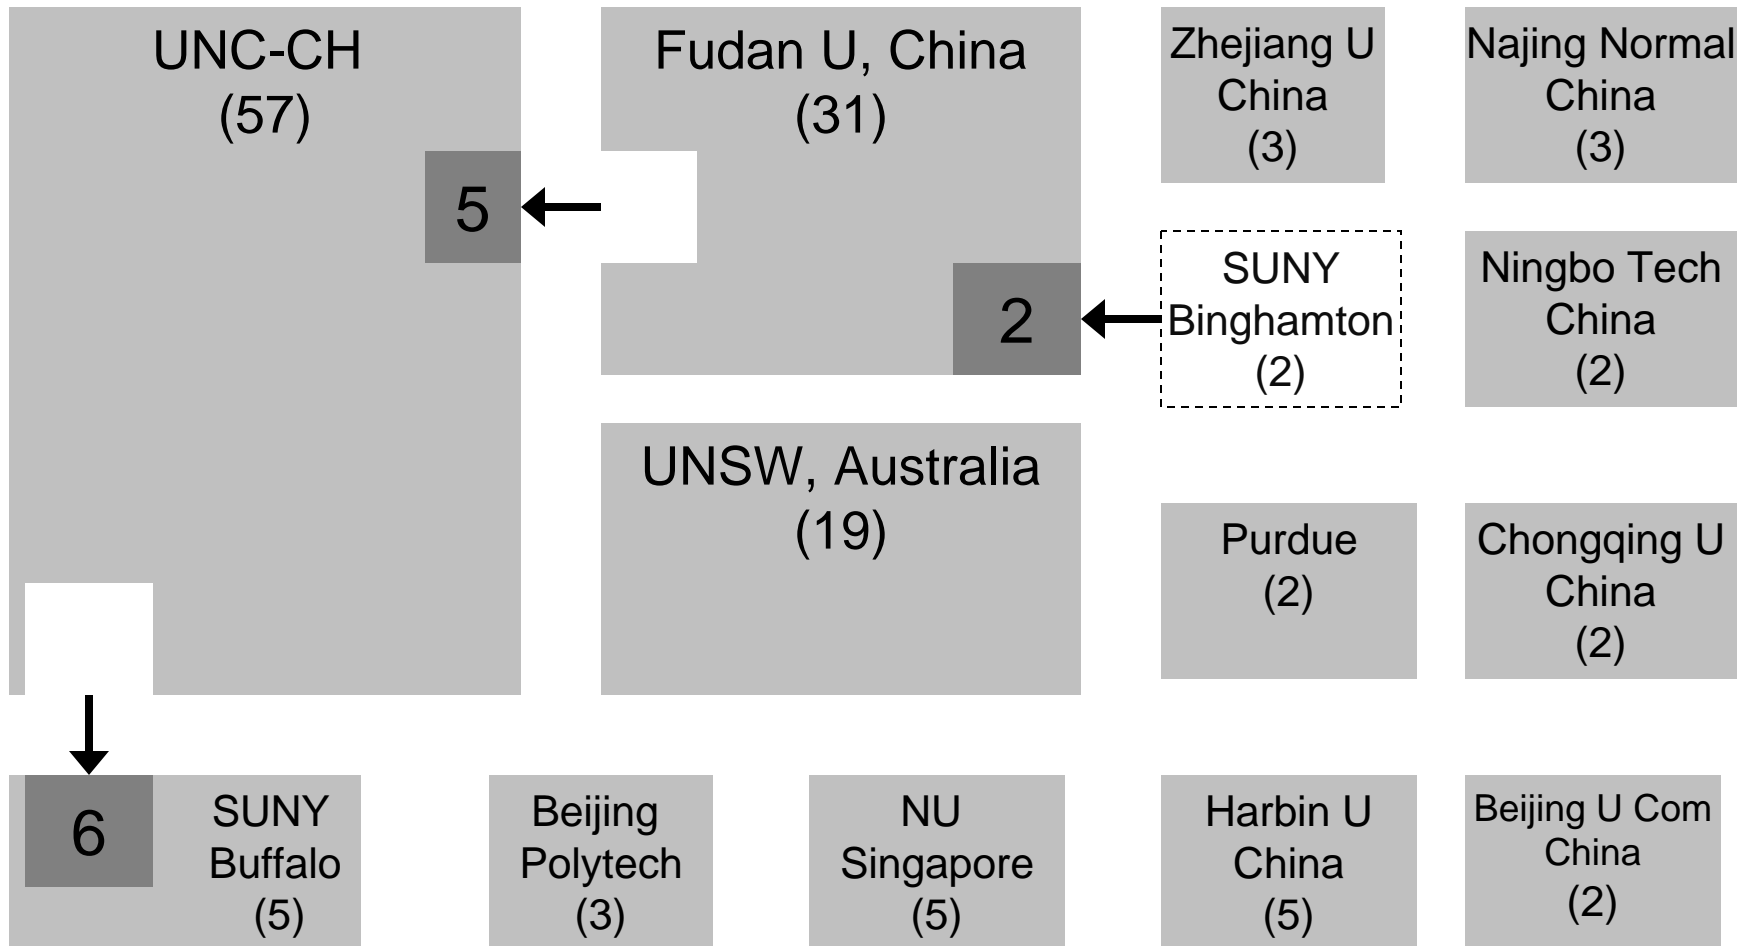 UNC-CH
(57)
5
Fudan U, China
(31)
2
Zhejiang U
China
(3)
Najing Normal
China
(3)
SUNY
Binghamton
(2)
Ningbo Tech
China
(2)
UNSW, Australia
(19)
Purdue
(2)
Chongqing U
China
(2)
6
SUNY
Buffalo
(5)
Beijing
Polytech
(3)
NU
Singapore
(5)
Harbin U
China
(5)
Beijing U Com
China
(2)